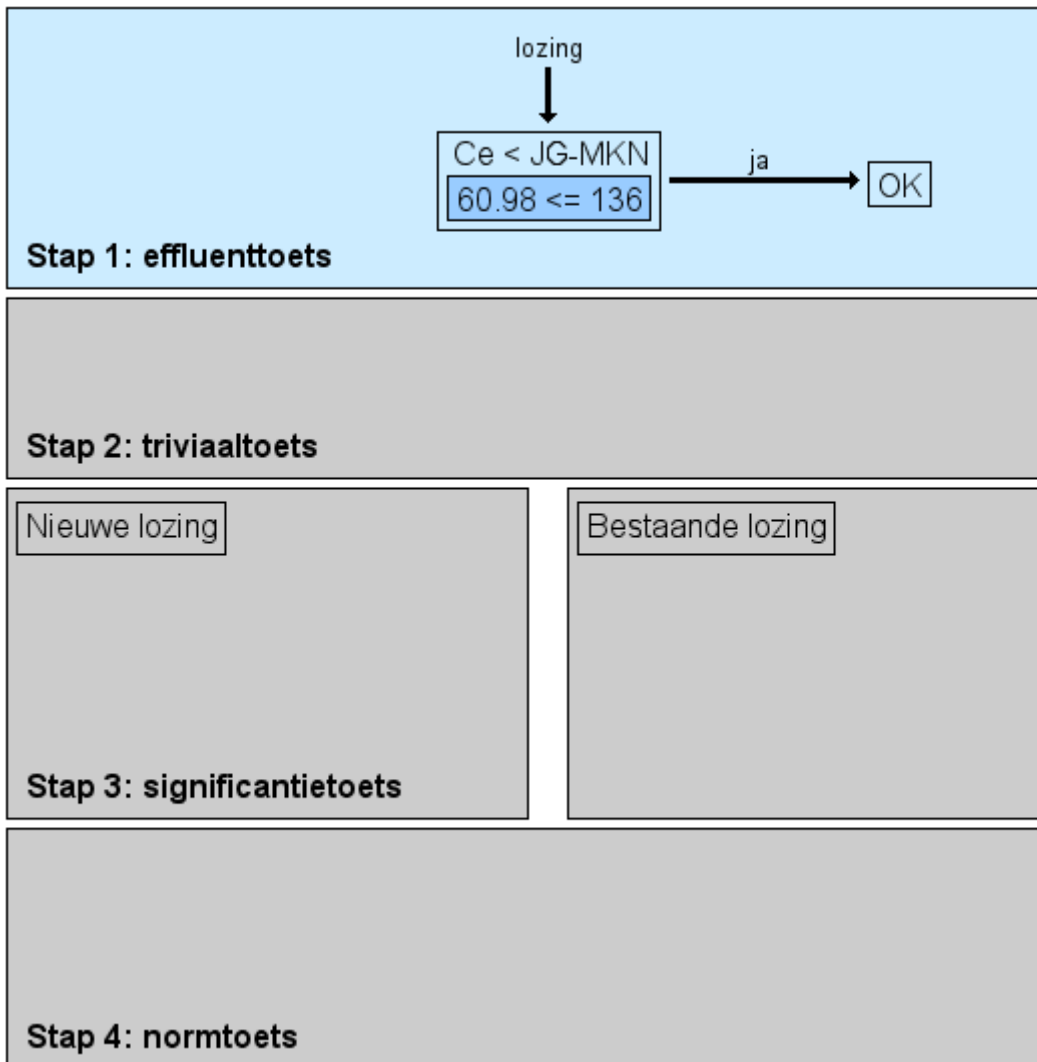 lozing
Ce < JG-MKN
60.98 <= 136
ja
OK
Stap 1: effluenttoets
Stap 2: triviaaltoets
Nieuwe lozing
Bestaande lozing
Stap 3: significantietoets
Stap 4: normtoets